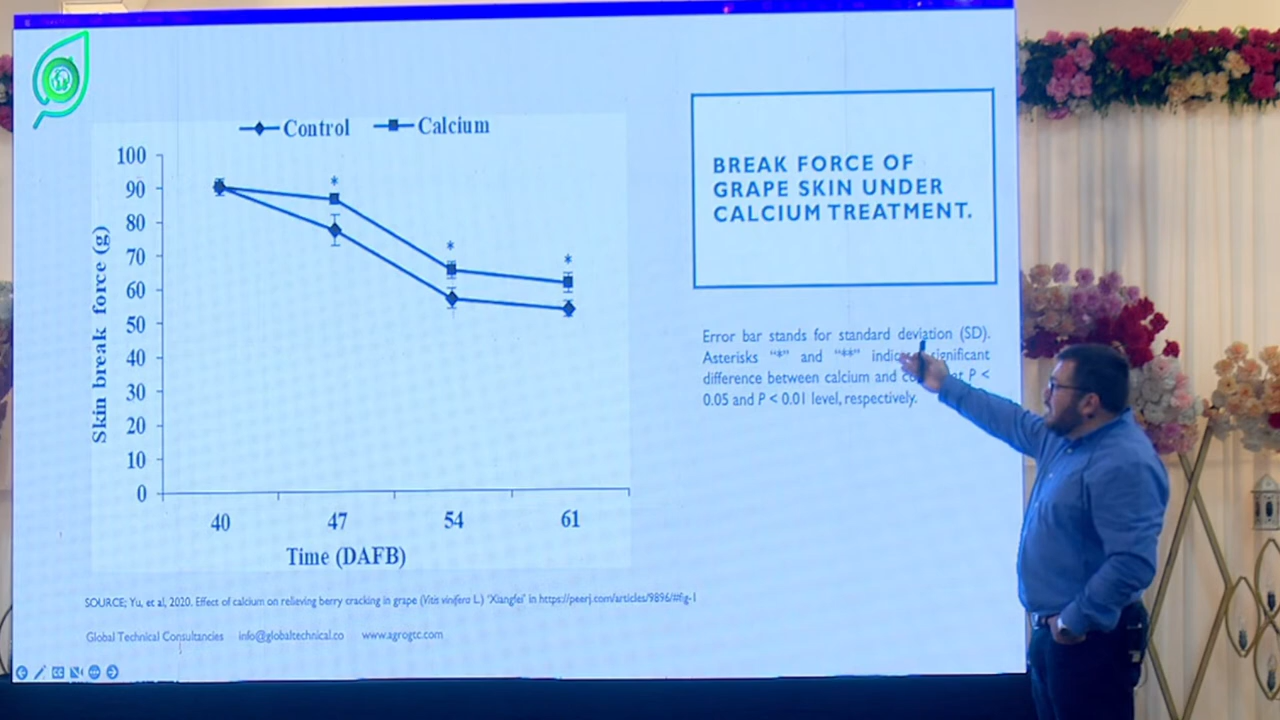 Control Calcium
100
90
80
70
60
50
40
30
20
10
0
Skin break force (g)
40 47 54 61
Time (DAFB)
*
*
*
BREAK FORCE OF
GRAPE SKIN UNDER
CALCIUM TREATMENT.
Error bar stands for standard deviation (SD).
Asterisks "*" and "**" significant
difference between calcium and at P <
0.05 and P < 0.01 level, respectively.
SOURCE; Yu, et al, 2020. Effect of calcium on relieving berry cracking in grape (Vitis vinifera L.) 'Xiangfei' in https://peerj.com/articles/9896/#fig-1
Global Technical Consultancies info@globaltechnical.co www.agrogtc.com